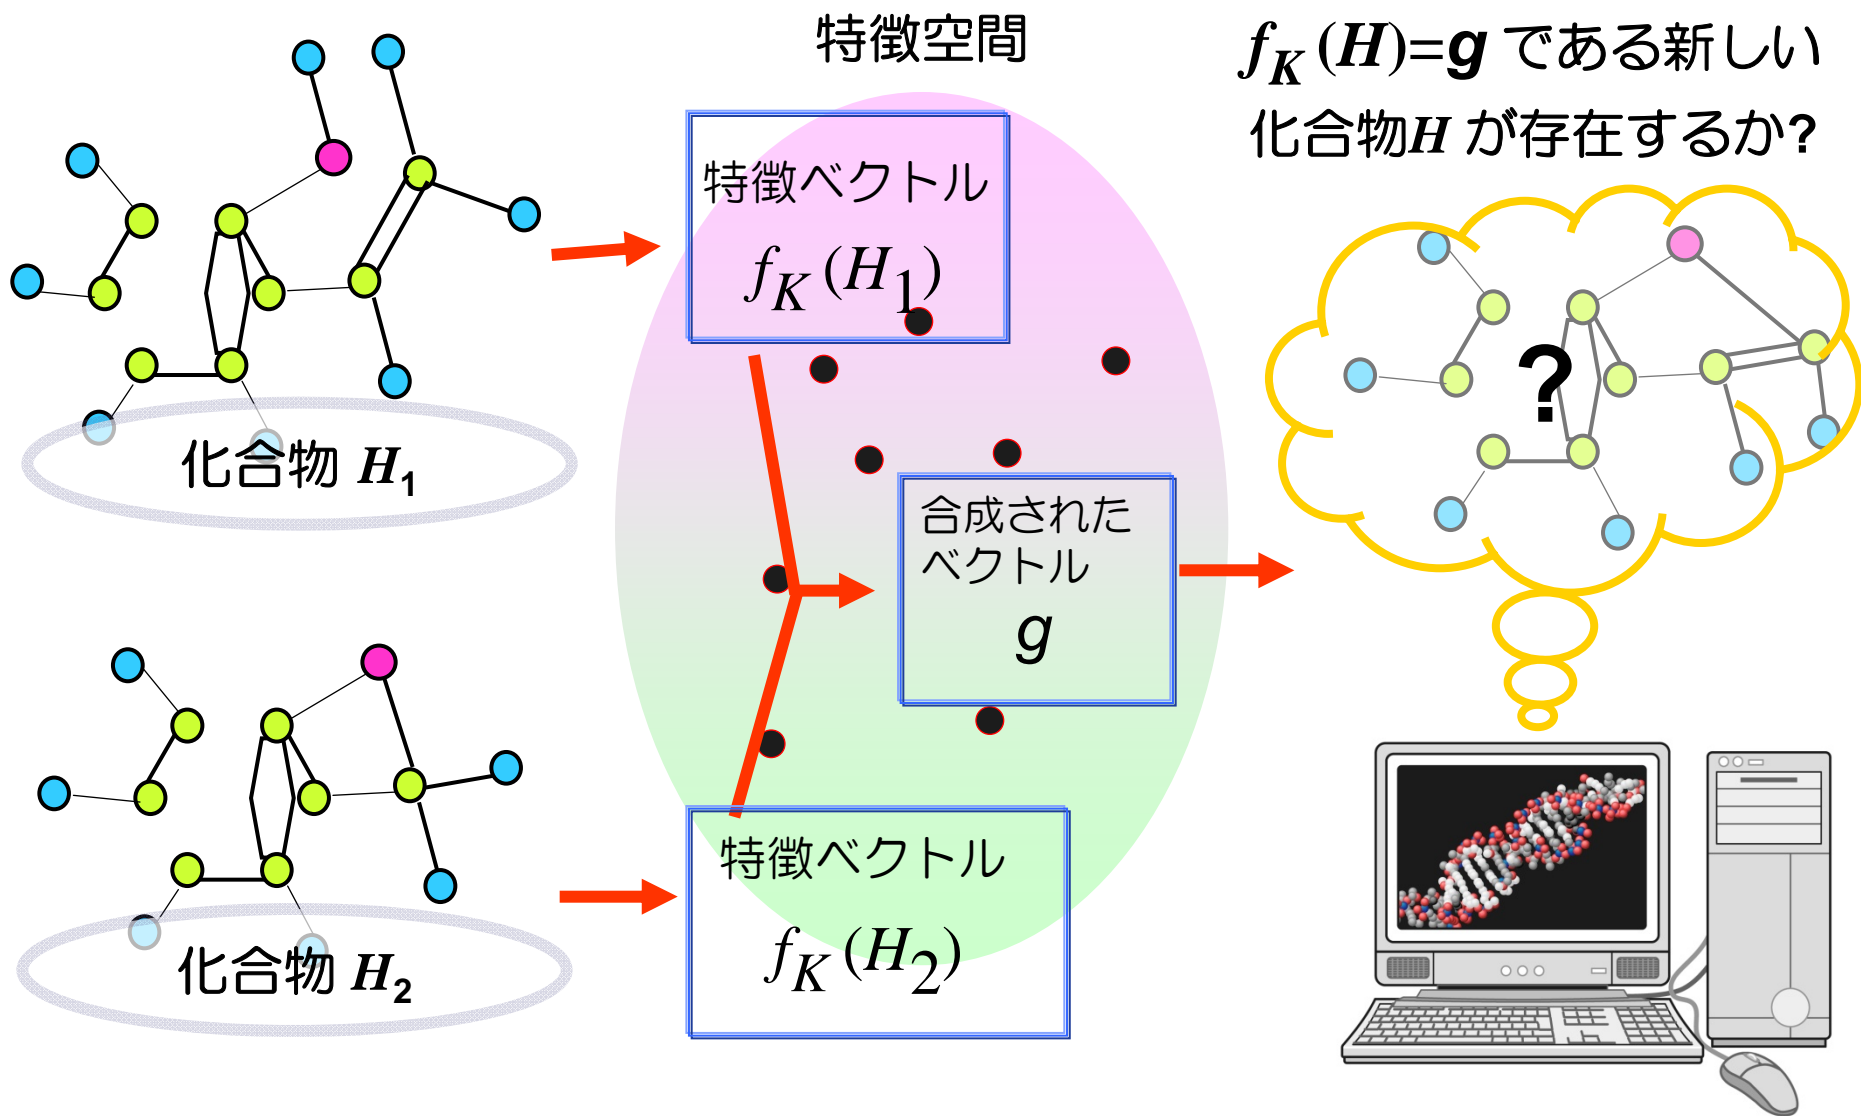 特徴空間
f_K (H)=g である新しい
化合物H が存在するか?
特徴ベクトル
f_K (H_1)
化合物 H_1
合成された
ベクトル
g
?
特徴ベクトル
f_K (H_2)
化合物 H_2